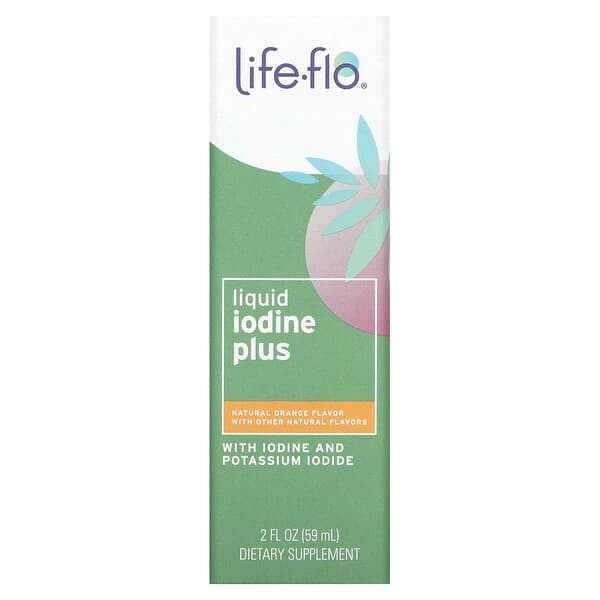 life·flo®
liquid
iodine
plus
NATURAL ORANGE FLAVOR
WITH OTHER NATURAL FLAVORS
WITH IODINE AND
POTASSIUM IODIDE
2 FL OZ (59 mL)
DIETARY SUPPLEMENT